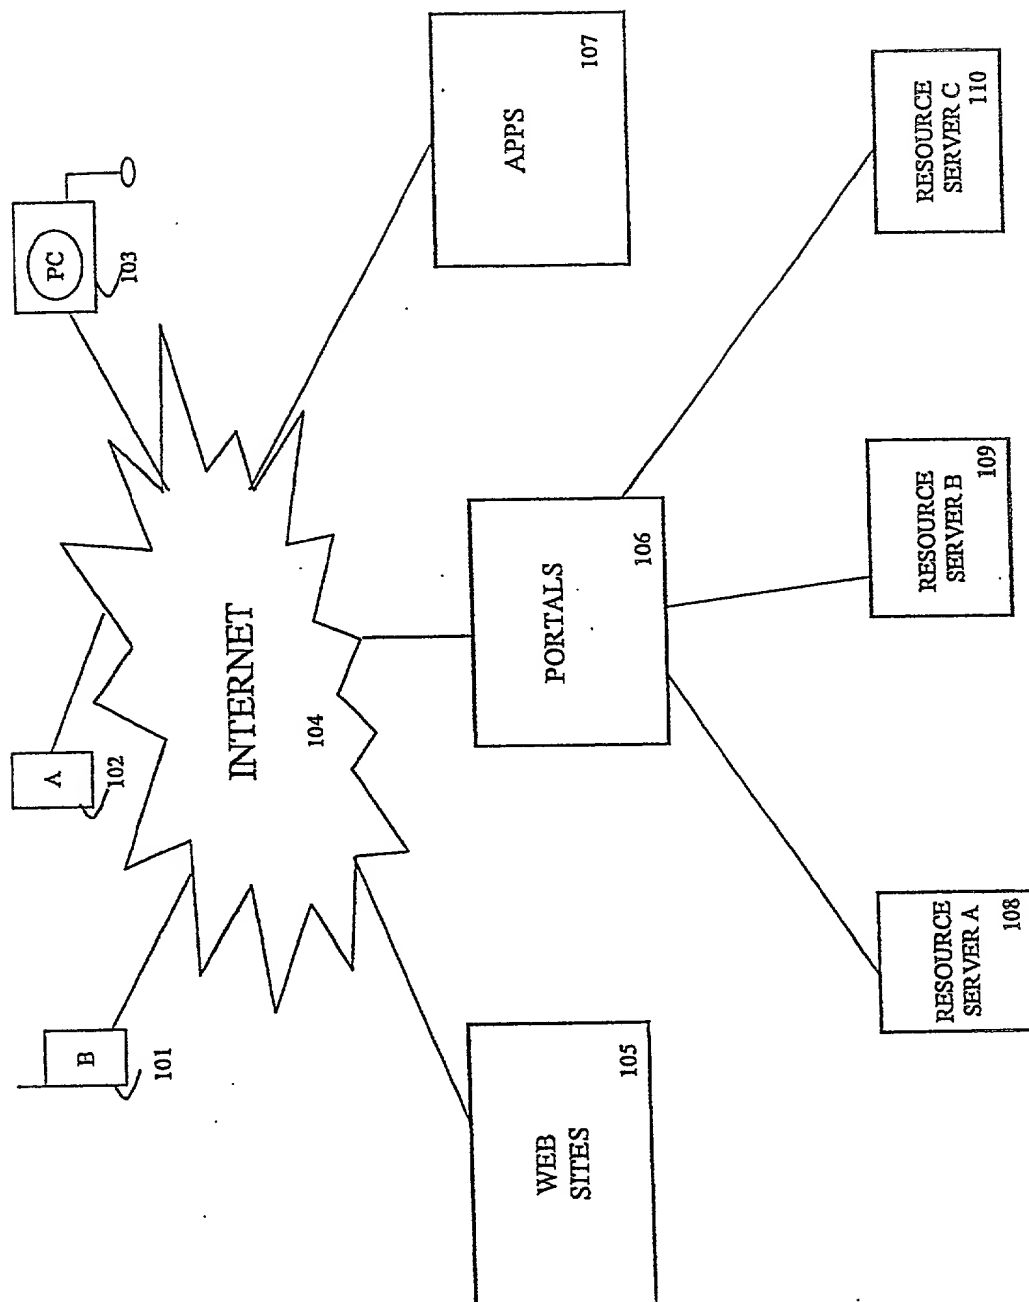 B
101
A
102
PC
103
INTERNET
104
WEB
SITES
105
PORTALS
106
APPS
107
RESOURCE
SERVER A
108
RESOURCE
SERVER B
109
RESOURCE
SERVER C
110